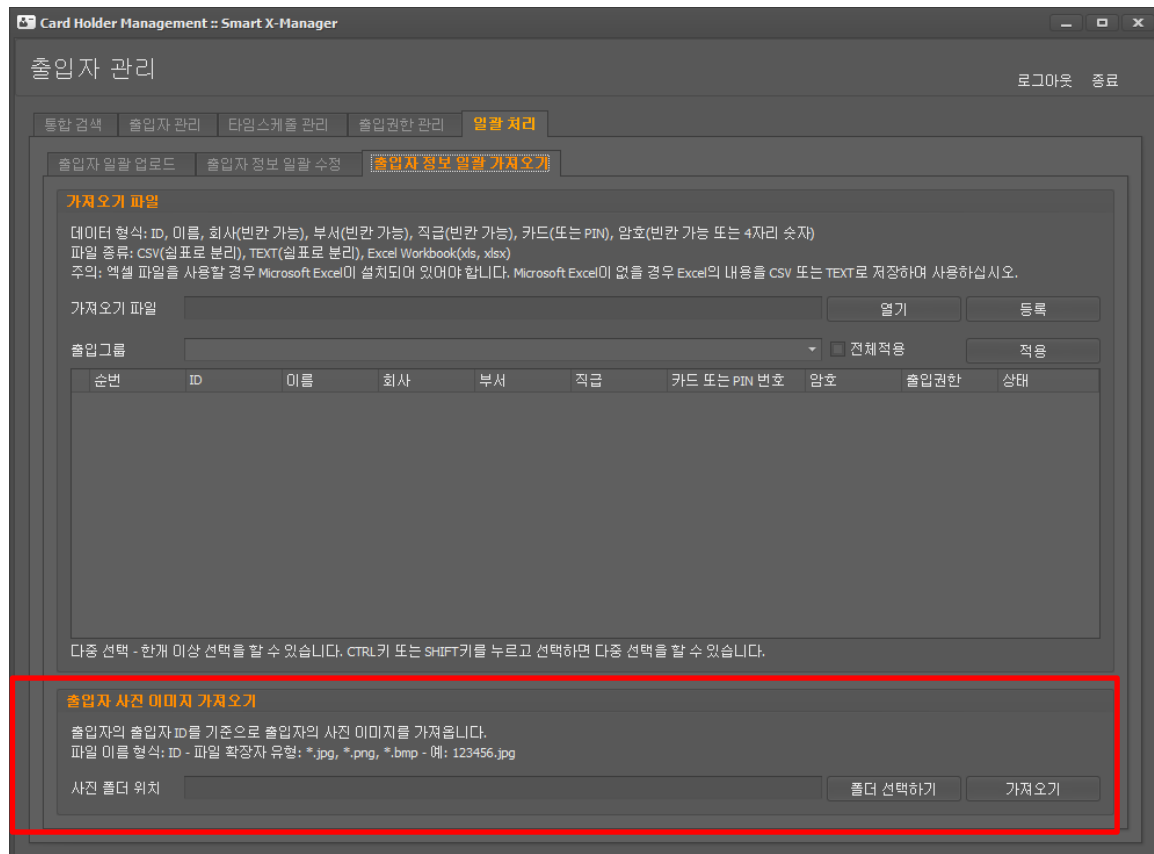 Card Holder Management :: Smart X-Manager
출입자 관리
로그아웃 종료
통합 검색 출입자 관리 타임스케줄 관리 출입권한 관리 일괄 처리
출입자 일괄 업로드 출입자 정보 일괄 수정 출입자 정보 일괄 가져오기
가져오기 파일
데이터 형식: ID, 이름, 회사(빈칸 가능), 부서(빈칸 가능), 직급(빈칸 가능), 카드(또는 PIN), 암호(빈칸 가능 또는 4자리 숫자)
파일 종류: CSV(쉼표로 분리), TEXT(쉼표로 분리), Excel Workbook(xls, xlsx)
주의: 엑셀 파일을 사용할 경우 Microsoft Excel이 설치되어 있어야 합니다. Microsoft Excel이 없을 경우 Excel의 내용을 CSV 또는 TEXT로 저장하며 사용하십시오.
가져오기 파일 열기 등록
출입그룹 전체적용 적용
순번 ID 이름 회사 부서 직급 카드 또는 PIN 번호 암호 출입권한 상태
다중 선택 - 한개 이상 선택을 할 수 있습니다. CTRL키 또는 SHIFT키를 누르고 선택하면 다중 선택을 할 수 있습니다.
출입자 사진 이미지 가져오기
출입자의 출입자 ID를 기준으로 출입자의 사진 이미지를 가져옵니다.
파일 이름 형식: ID - 파일 확장자 유형: *.jpg, *.png, *.bmp - 예: 123456.jpg
사진 폴더 위치 폴더 선택하기 가져오기